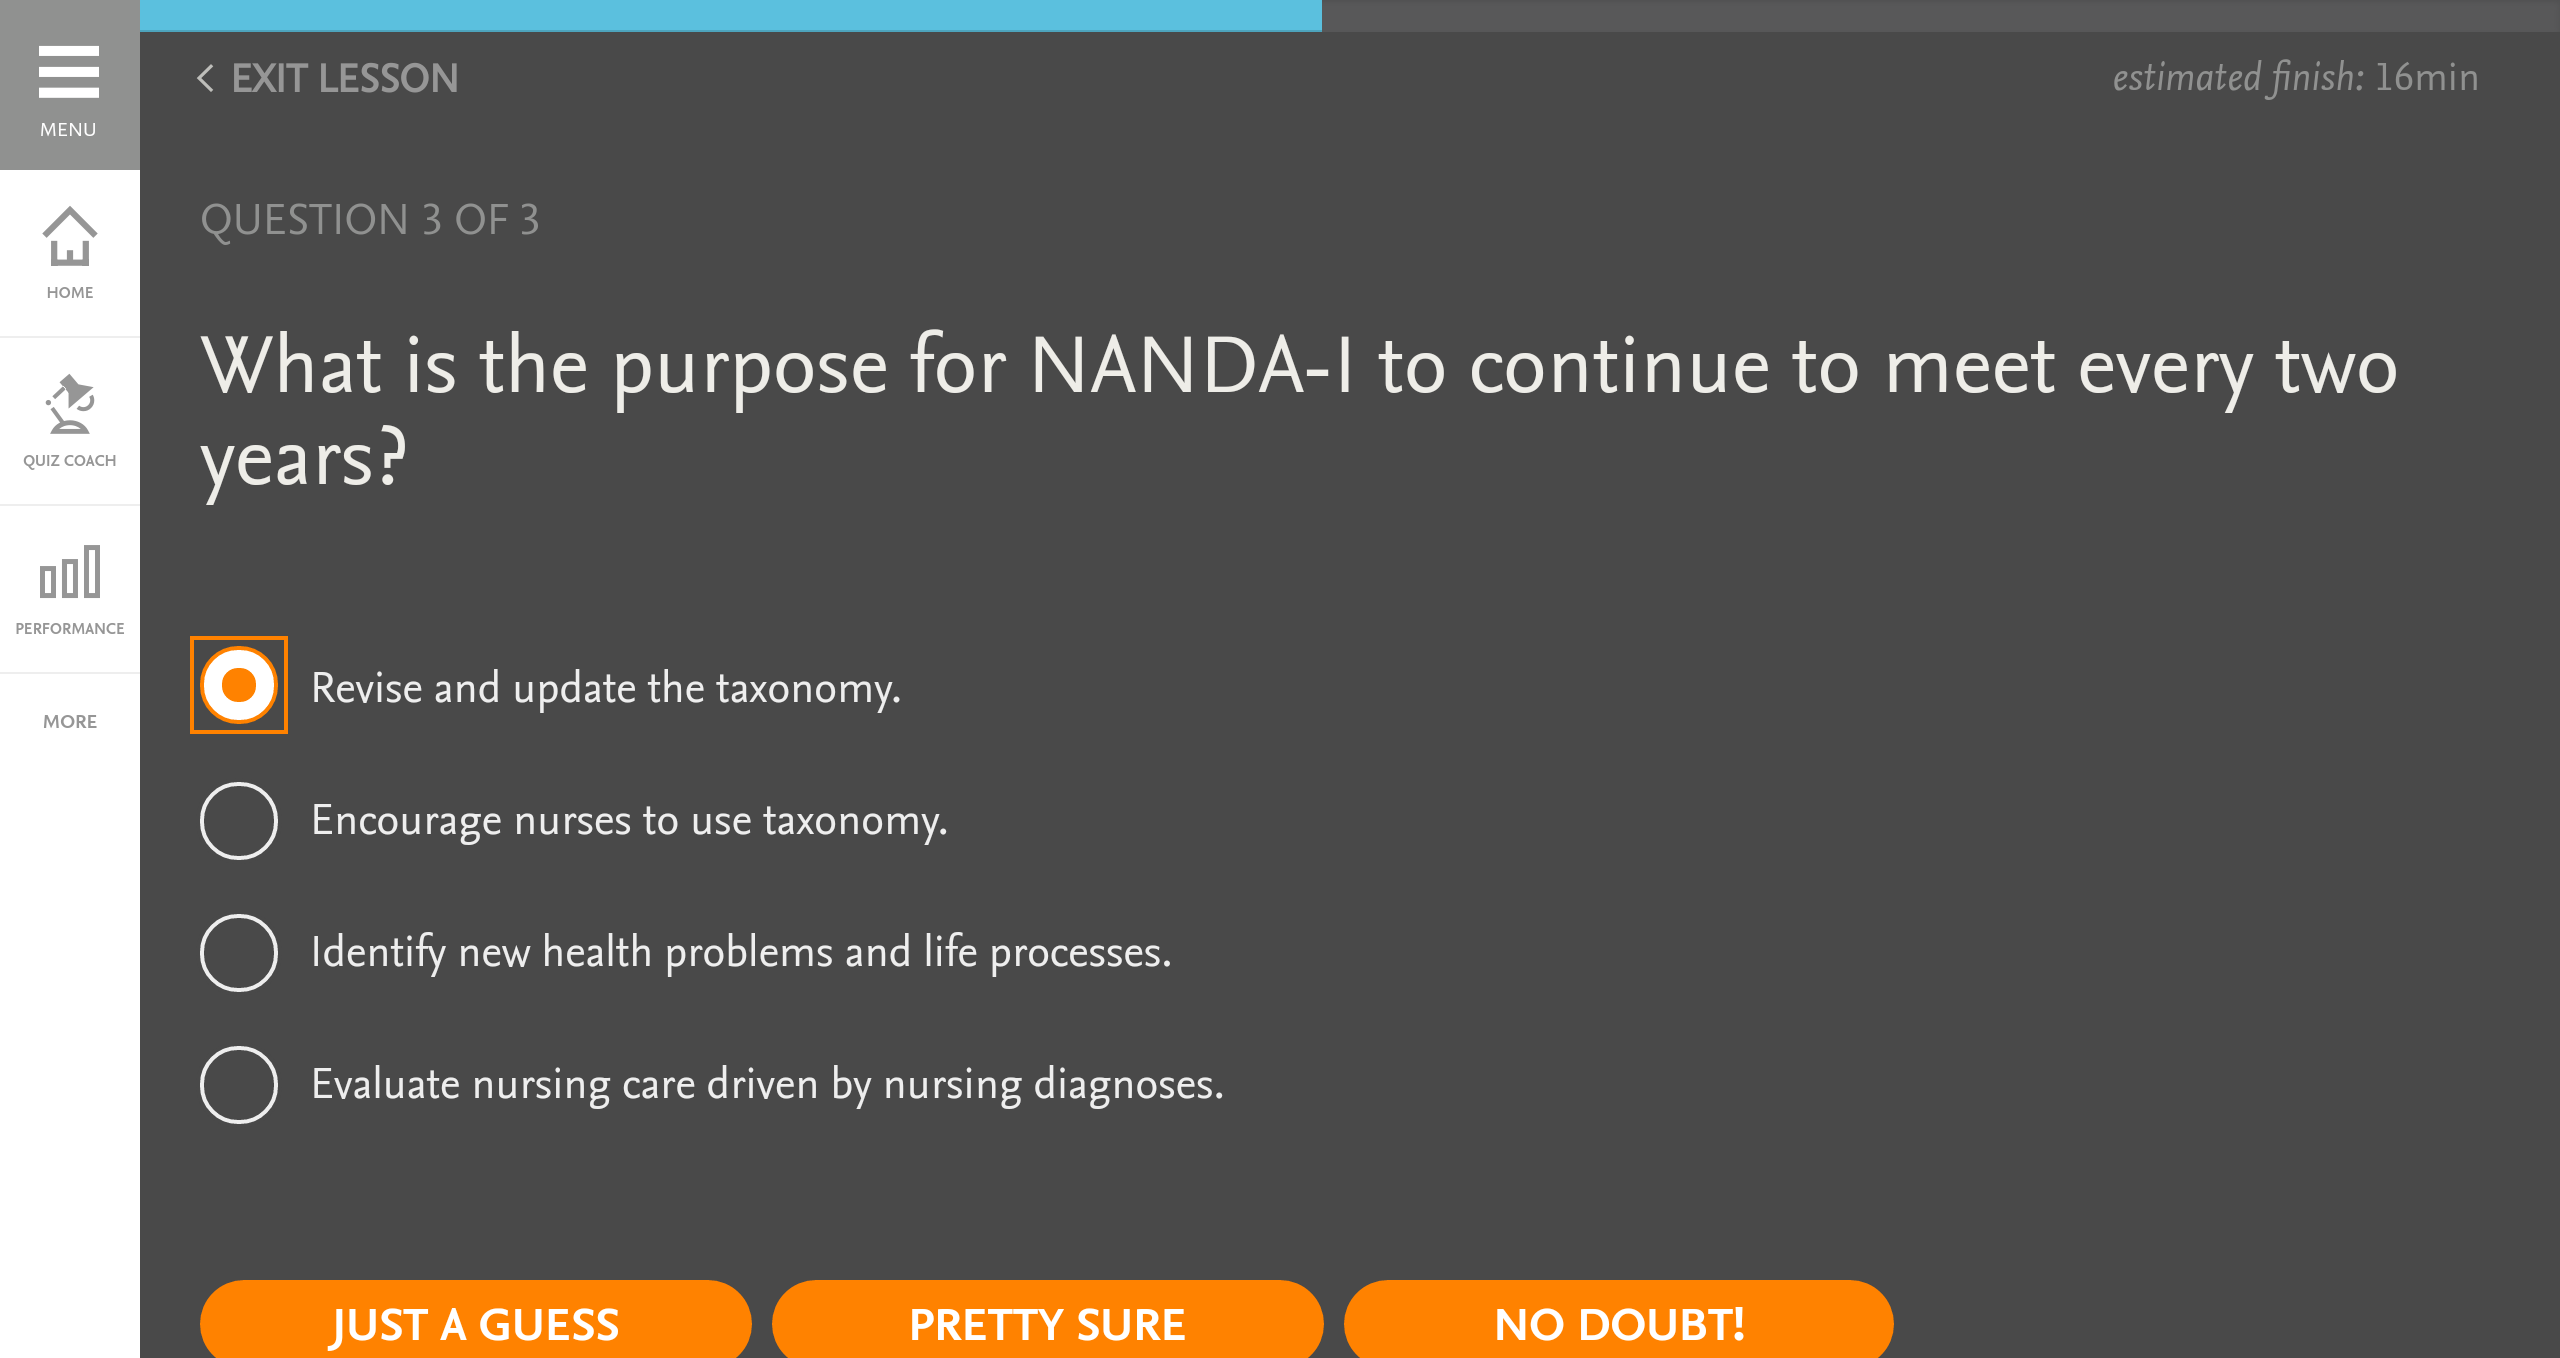 MENU
HOME
QUIZ COACH
PERFORMANCE
MORE
EXIT LESSON
estimated finish: 16min
QUESTION 3 OF 3
What is the purpose for NANDA-I to continue to meet every two
years?
Revise and update the taxonomy.
Encourage nurses to use taxonomy.
Identify new health problems and life processes.
Evaluate nursing care driven by nursing diagnoses.
JUST A GUESS
PRETTY SURE
NO DOUBT!